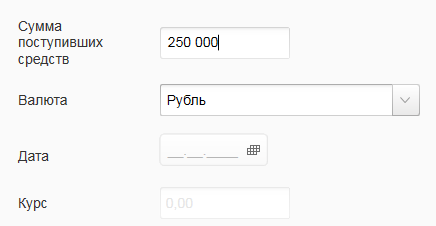 Сумма
поступивших
средств
250 000
Валюта
Рубль
Дата
__.__.____
Курс
0,00